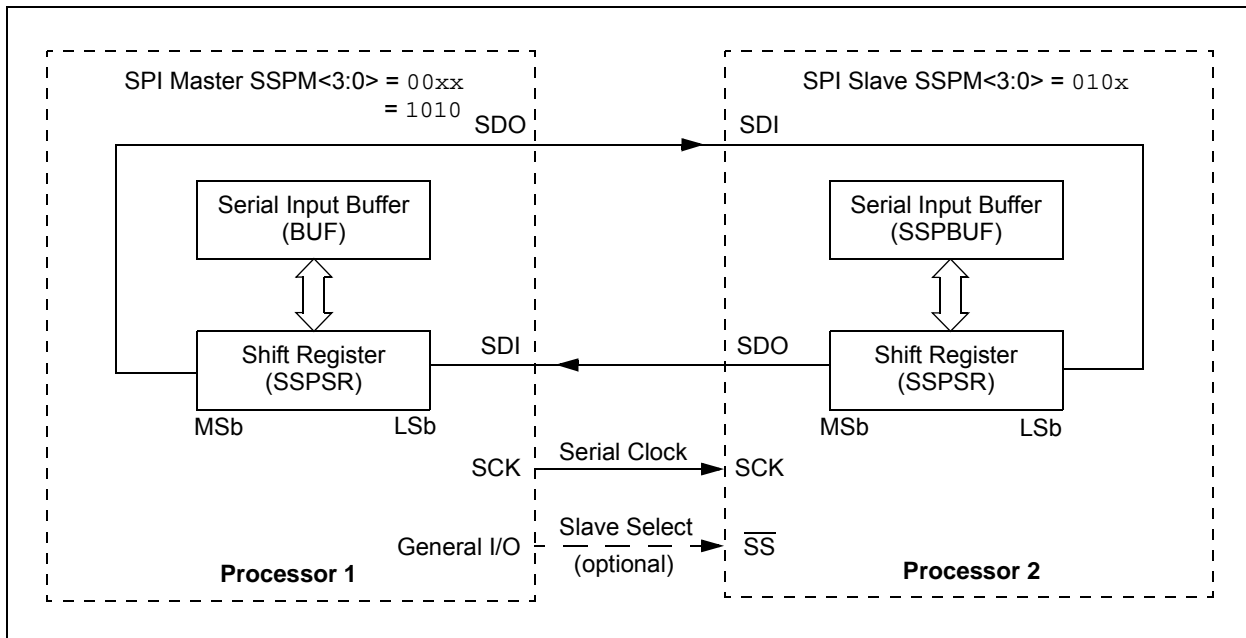 SPI Master SSPM<3:0> = 00xx
= 1010
SPI Slave SSPM<3:0> = 010x
SDO
SDI
Serial Input Buffer
(BUF)
Serial Input Buffer
(SSPBUF)
Shift Register
(SSPSR)
MSb
LSb
SDI
SDO
Shift Register
(SSPSR)
MSb
LSb
SCK
Serial Clock
SCK
General I/O
Slave Select
(optional)
SS
Processor 1
Processor 2